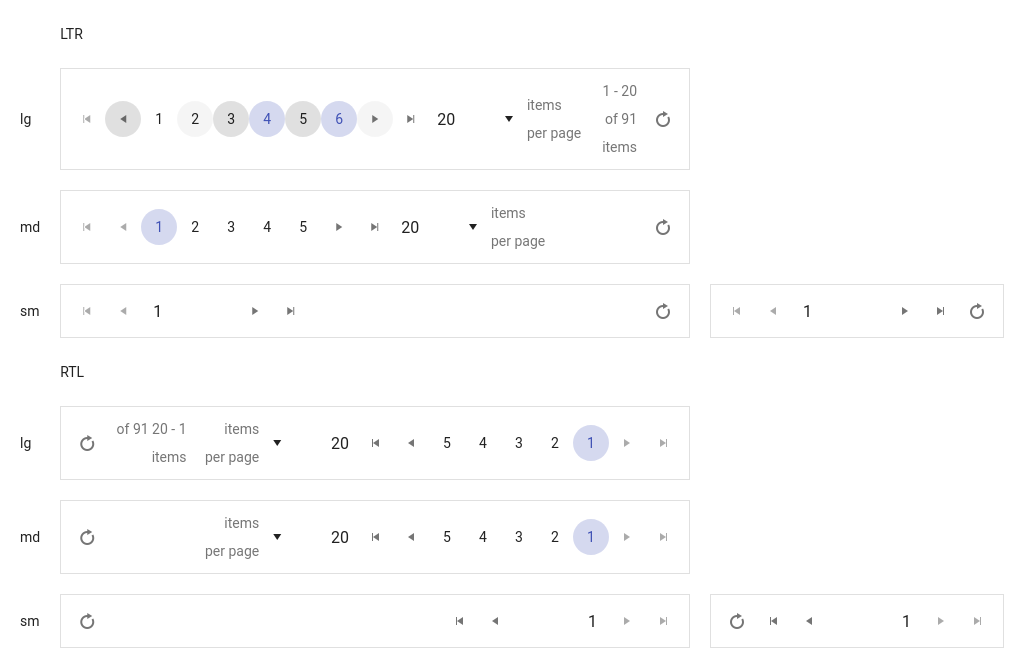 LTR
lg
1 2 3 4 5 6 20 items per page 1 - 20 of 91 items
md
1 2 3 4 5 20 items per page
sm
1
1
RTL
lg
of 91 20 - 1 items items per page 20 5 4 3 2 1
md
items per page 20 5 4 3 2 1
sm
1
1